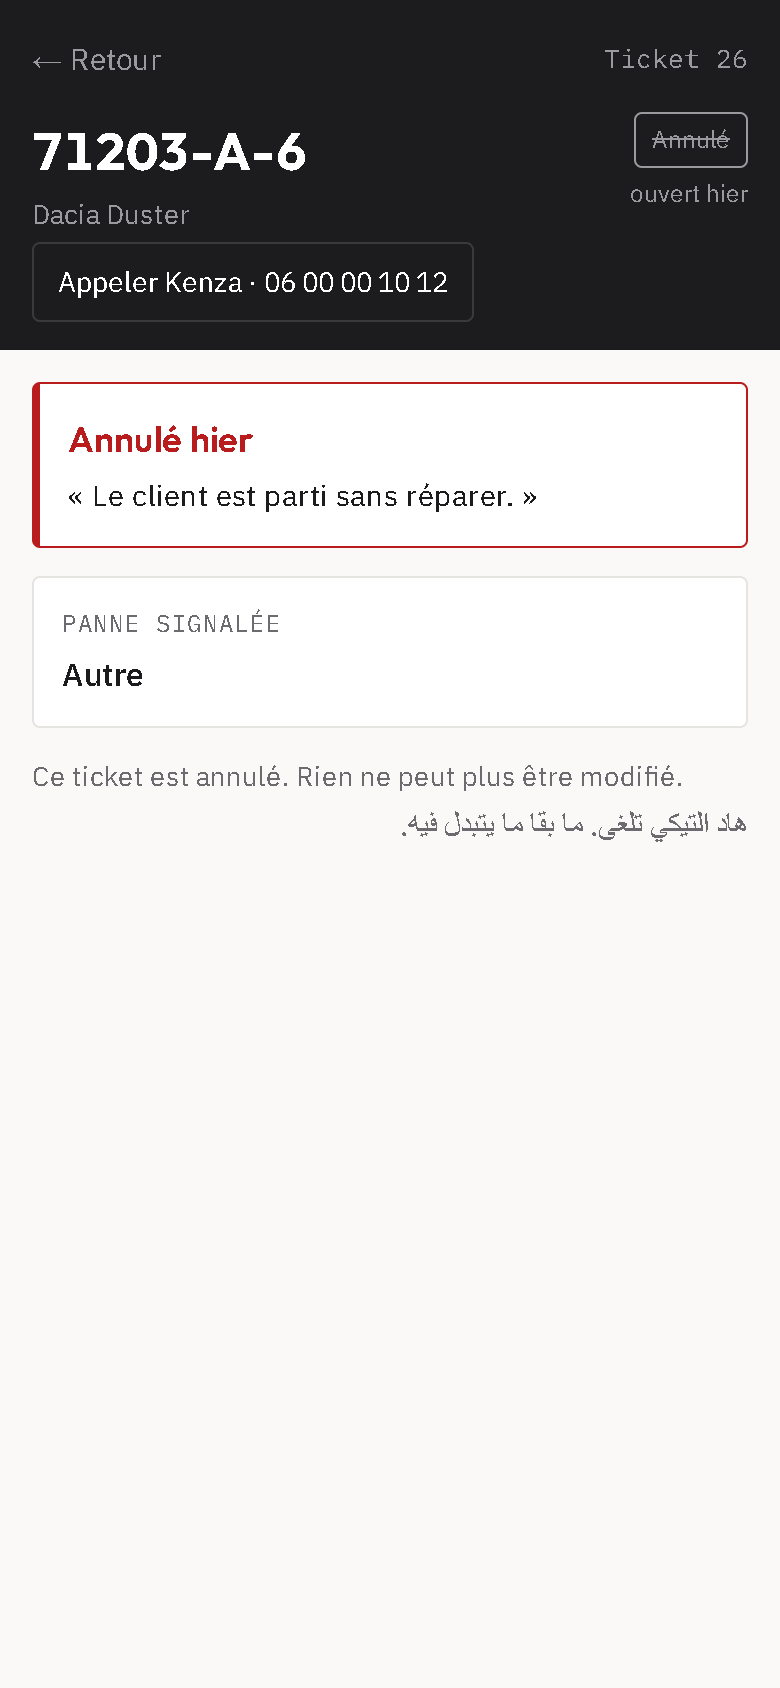 ← Retour
Ticket 26
71203-A-6
Annulé
Dacia Duster
ouvert hier
Appeler Kenza · 06 00 00 10 12
Annulé hier
« Le client est parti sans réparer. »
PANNE SIGNALÉE
Autre
Ce ticket est annulé. Rien ne peut plus être modifié.
هاد التيكي تلغى. ما بقا ما يتبدل فيه.